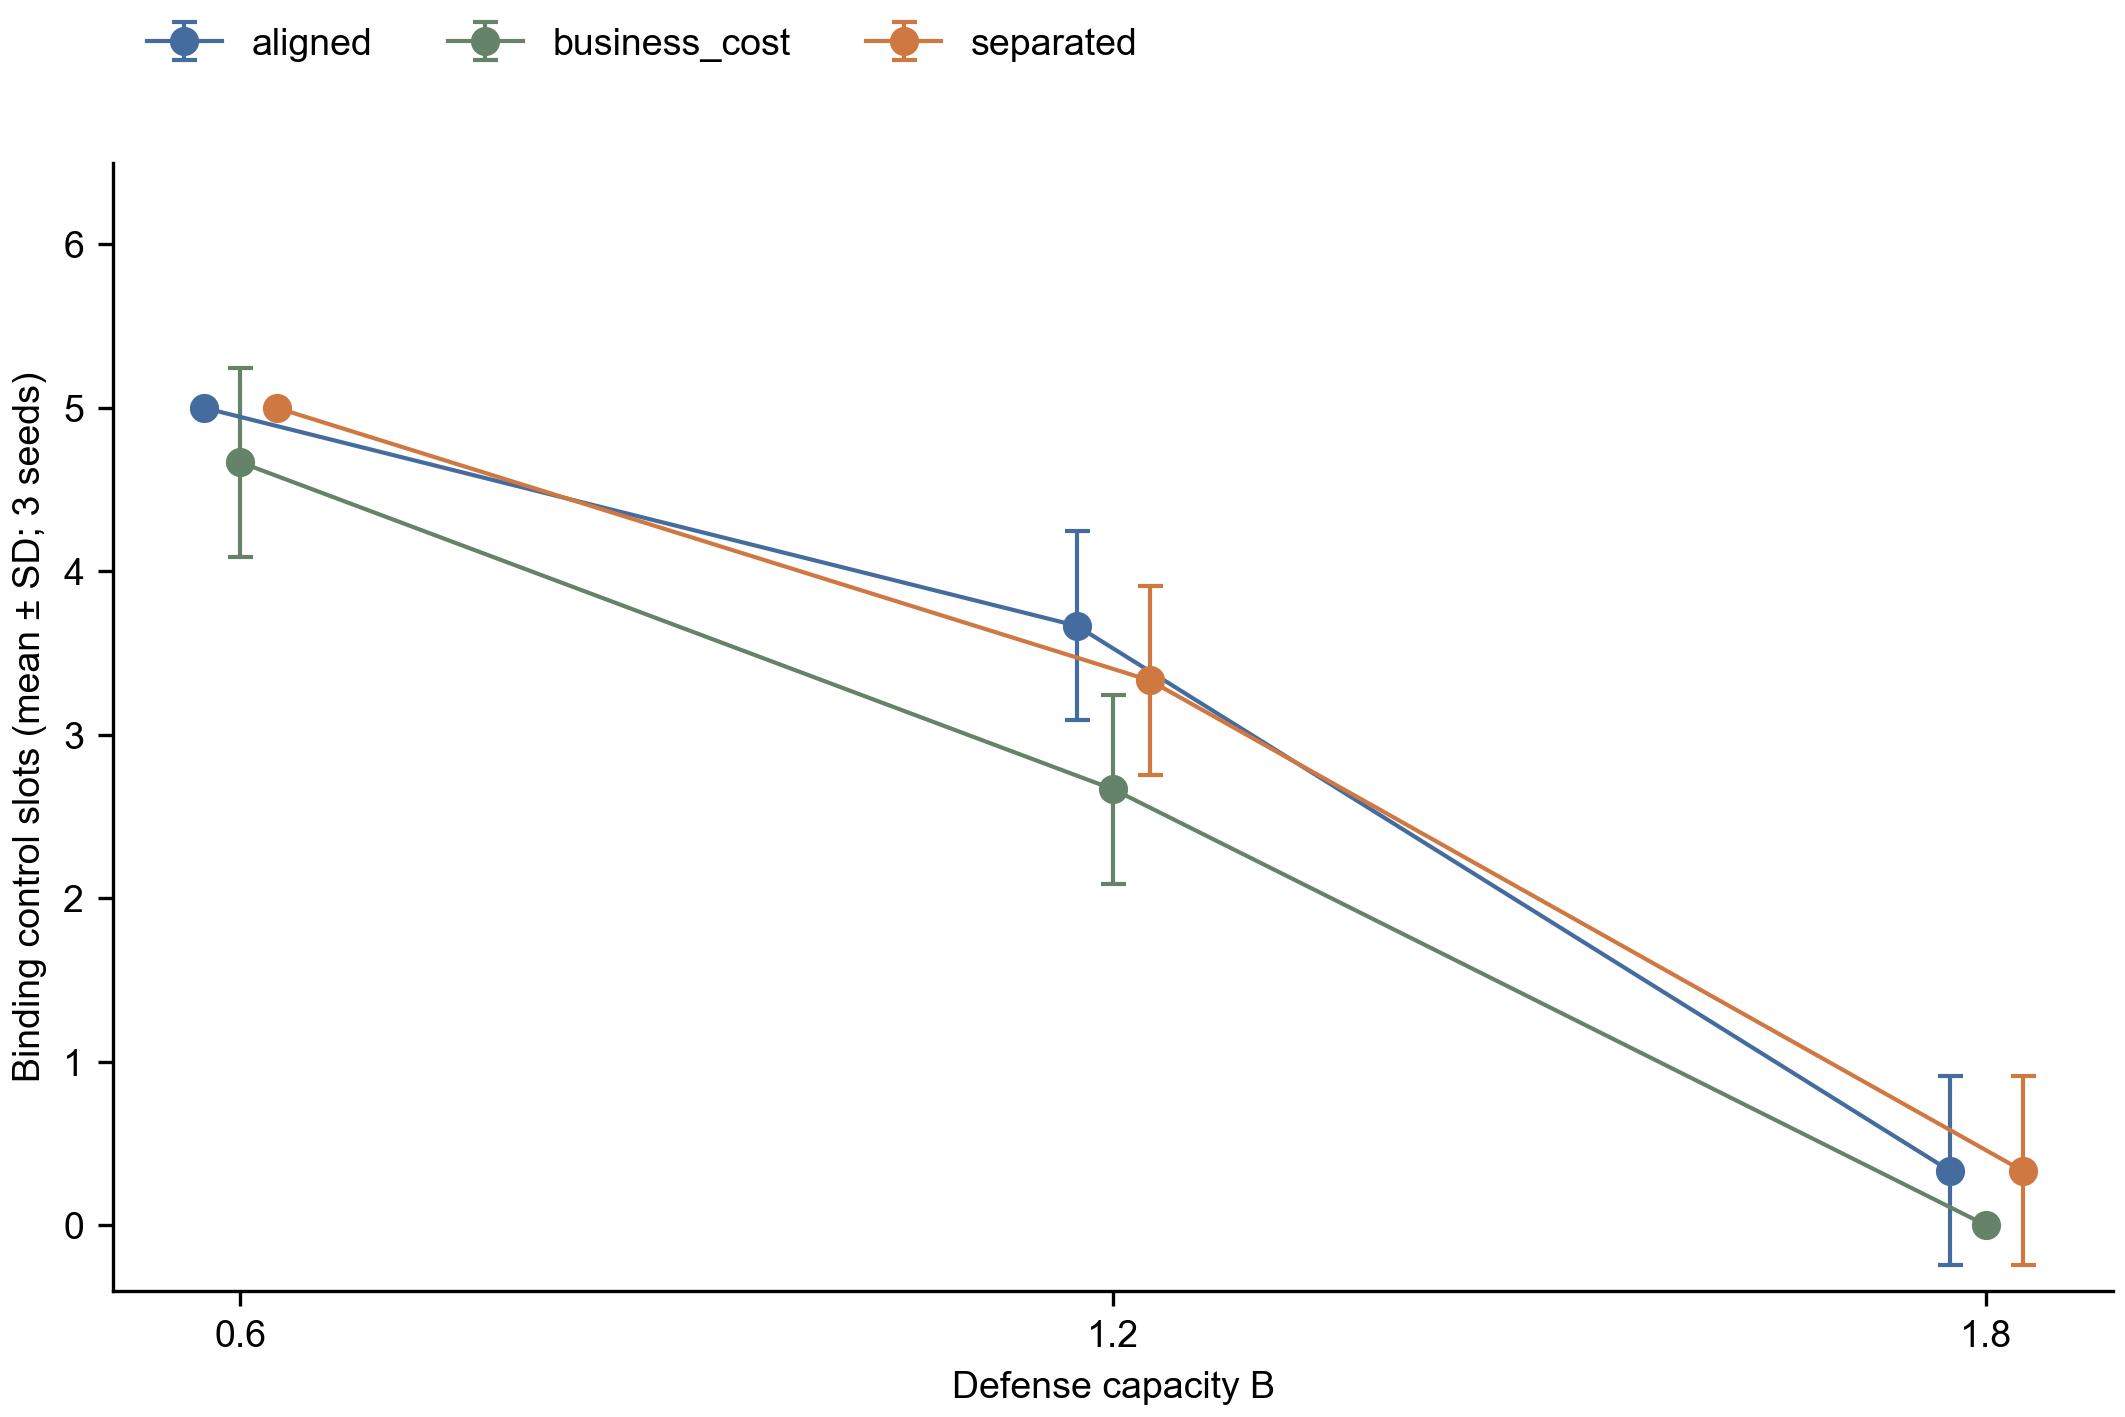 aligned business_cost separated
Binding control slots (mean ± SD; 3 seeds)
6
5
4
3
2
1
0
0.6 1.2 1.8
Defense capacity B